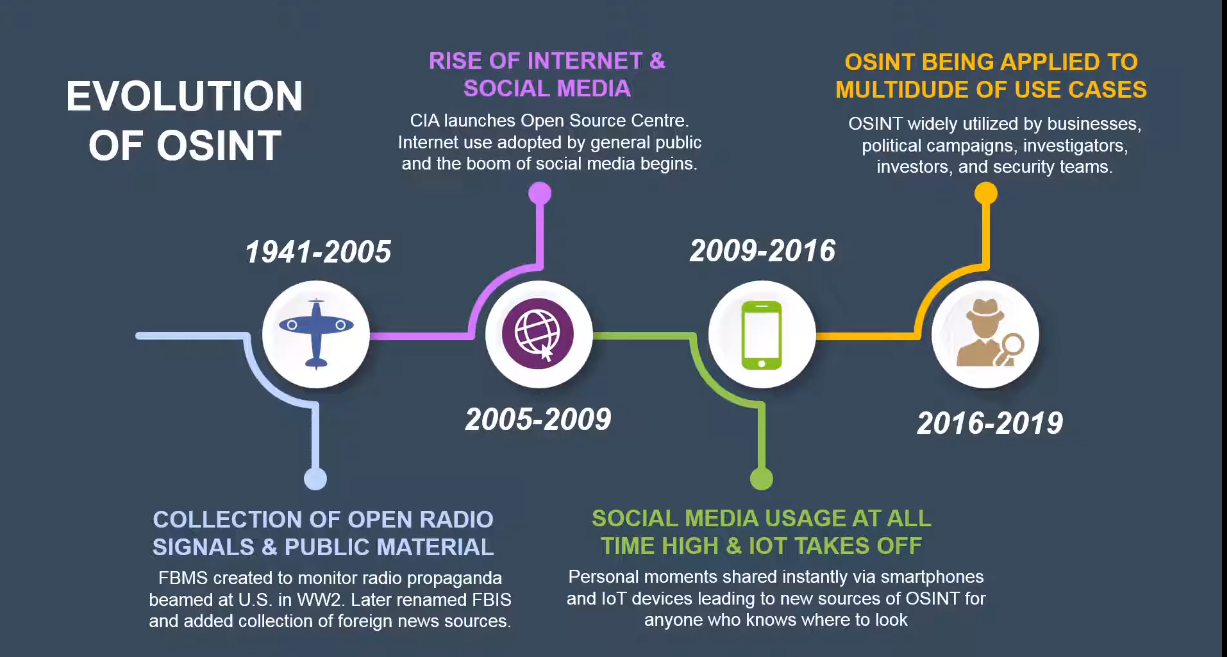 EVOLUTION
OF OSINT
1941-2005
COLLECTION OF OPEN RADIO
SIGNALS & PUBLIC MATERIAL
FBMS created to monitor radio propaganda
beamed at U.S. in WW2. Later renamed FBIS
and added collection of foreign news sources.
RISE OF INTERNET &
SOCIAL MEDIA
CIA launches Open Source Centre.
Internet use adopted by general public
and the boom of social media begins.
2005-2009
2009-2016
SOCIAL MEDIA USAGE AT ALL
TIME HIGH & IOT TAKES OFF
Personal moments shared instantly via smartphones
and IoT devices leading to new sources of OSINT for
anyone who knows where to look
OSINT BEING APPLIED TO
MULTIDUDE OF USE CASES
OSINT widely utilized by businesses,
political campaigns, investigators,
investors, and security teams.
2016-2019